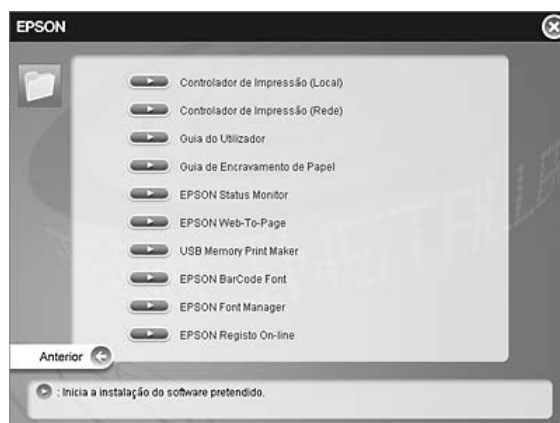 EPSON
Controlador de Impressão (Local)
Controlador de Impressão (Rede)
Guia do Utilizador
Guia de Encravamento de Papel
EPSON Status Monitor
EPSON Web-To-Page
USB Memory Print Maker
EPSON BarCode Font
EPSON Font Manager
EPSON Registo On-line
Anterior
: Inicia a instalação do software pretendido.